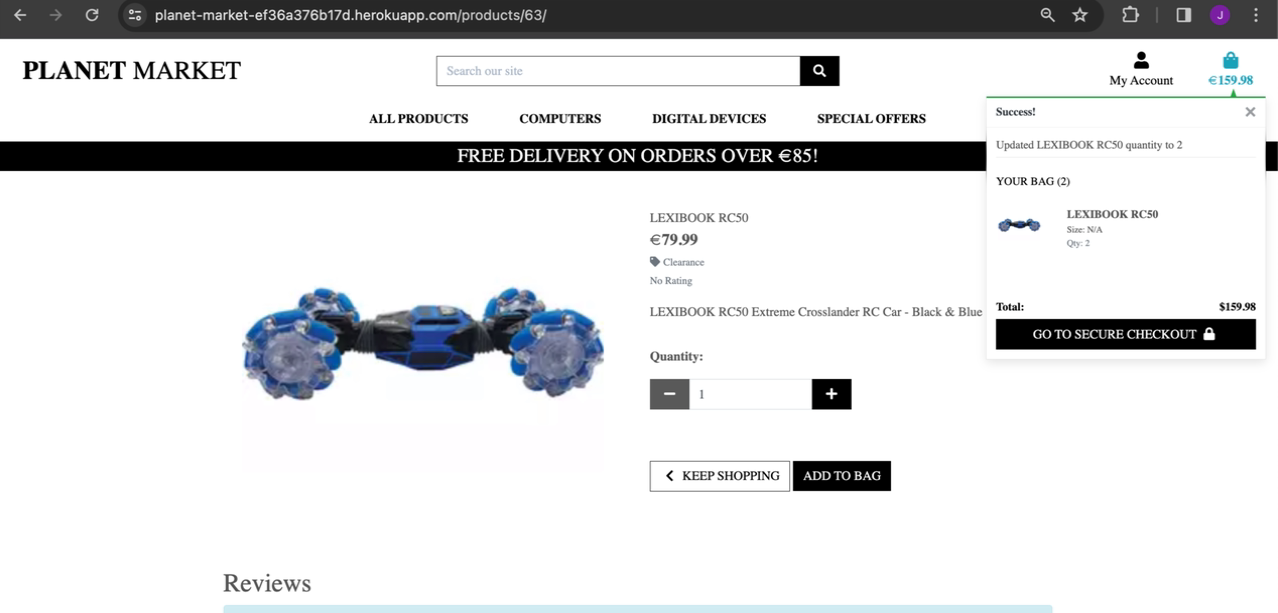 planet-market-ef36a376b17d.herokuapp.com/products/63/
J
PLANET MARKET
Search our site
My Account
€159.98
ALL PRODUCTS COMPUTERS DIGITAL DEVICES SPECIAL OFFERS
FREE DELIVERY ON ORDERS OVER €85!
Success!
Updated LEXIBOOK RC50 quantity to 2
YOUR BAG (2)
LEXIBOOK RC50
Size: N/A
Qty: 2
Total: $159.98
GO TO SECURE CHECKOUT
LEXIBOOK RC50
€79.99
Clearance
No Rating
LEXIBOOK RC50 Extreme Crosslander RC Car - Black & Blue
Quantity:
1
KEEP SHOPPING ADD TO BAG
Reviews